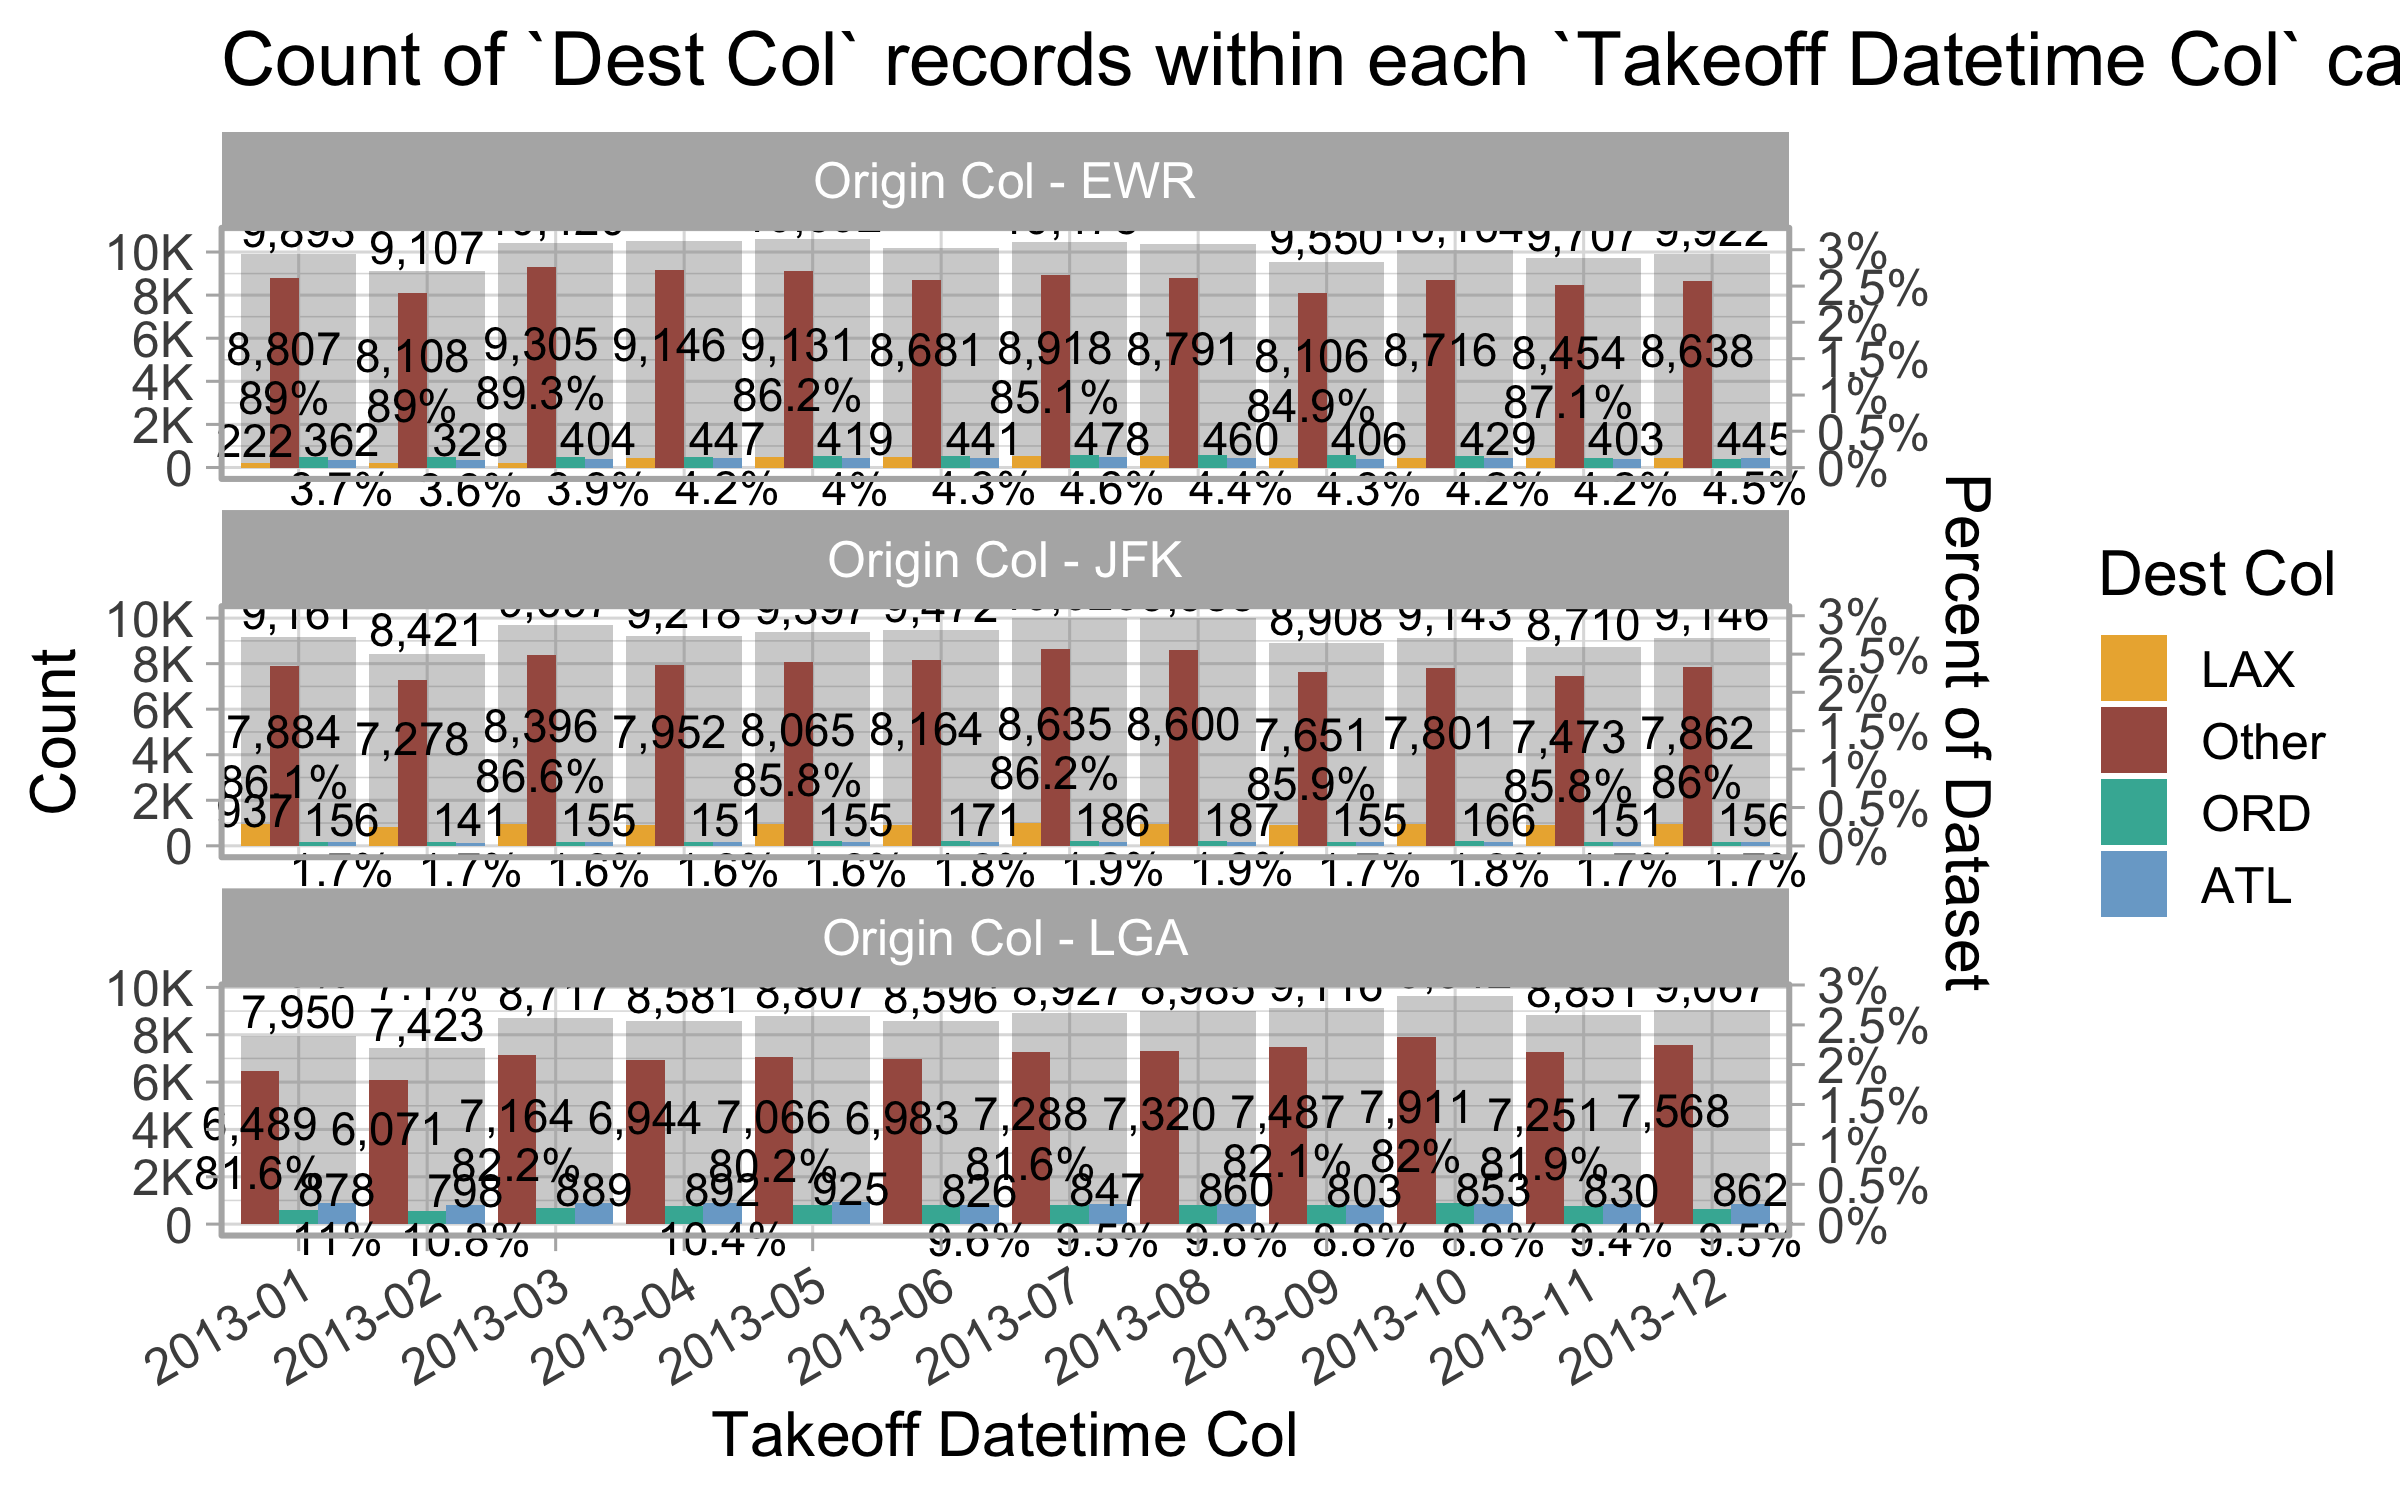 Count of `Dest Col` records within each `Takeoff Datetime Col` ca
Origin Col - EWR
9,893 9,107 9,550 9,707 9,922
10K 8K 6K 4K 2K 0
8,807 8,108 9,305 9,146 9,131 8,681 8,918 8,791 8,106 8,716 8,454 8,638
89% 89% 89.3% 86.2% 85.1% 84.9% 87.1%
222 362 328 404 447 419 441 478 460 406 429 403 445
3.7% 3.6% 3.9% 4.2% 4% 4.3% 4.6% 4.4% 4.3% 4.2% 4.2% 4.5%
3% 2.5% 2% 1.5% 1% 0.5% 0%
Origin Col - JFK
9,161 8,421 9,218 9,397 9,472 8,908 9,143 8,710 9,146
10K 8K 6K 4K 2K 0
7,884 7,278 8,396 7,952 8,065 8,164 8,635 8,600 7,651 7,801 7,473 7,862
86.1% 86.6% 85.8% 86.2% 85.9% 85.8% 86%
937 156 141 155 151 155 171 186 187 155 166 151 156
1.7% 1.7% 1.6% 1.6% 1.6% 1.8% 1.9% 1.9% 1.7% 1.8% 1.7% 1.7%
3% 2.5% 2% 1.5% 1% 0.5% 0%
Origin Col - LGA
7,950 7,423 8,717 8,581 8,807 8,596 8,927 8,985 9,116 8,851 9,067
10K 8K 6K 4K 2K 0
6,489 6,071 7,164 6,944 7,066 6,983 7,288 7,320 7,487 7,911 7,251 7,568
81.6% 82.2% 80.2% 81.6% 82.1% 82% 81.9%
878 798 889 892 925 826 847 860 803 853 830 862
11% 10.8% 10.4% 9.6% 9.5% 9.6% 8.8% 8.8% 9.4% 9.5%
3% 2.5% 2% 1.5% 1% 0.5% 0%
2013-01 2013-02 2013-03 2013-04 2013-05 2013-06 2013-07 2013-08 2013-09 2013-10 2013-11 2013-12
Takeoff Datetime Col
Count
Percent of Dataset
Dest Col
LAX
Other
ORD
ATL